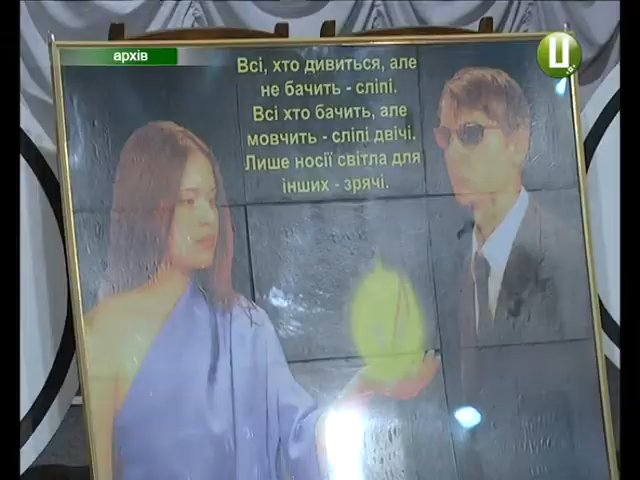 архів
Ц
Всі, хто дивиться, але
не бачить - сліпі.
Всі хто бачить, але
мовчить - сліпі двічі.
Лише носії світла для
інших - зрячі.